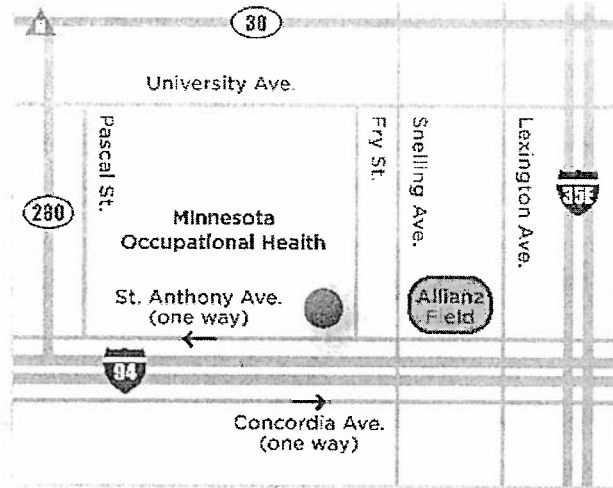 30
University Ave.
Pascal St.
Fry St.
Snelling Ave.
Lexington Ave.
280
35E
Minnesota
Occupational Health
St. Anthony Ave.
(one way)
Allianz
Field
94
Concordia Ave.
(one way)